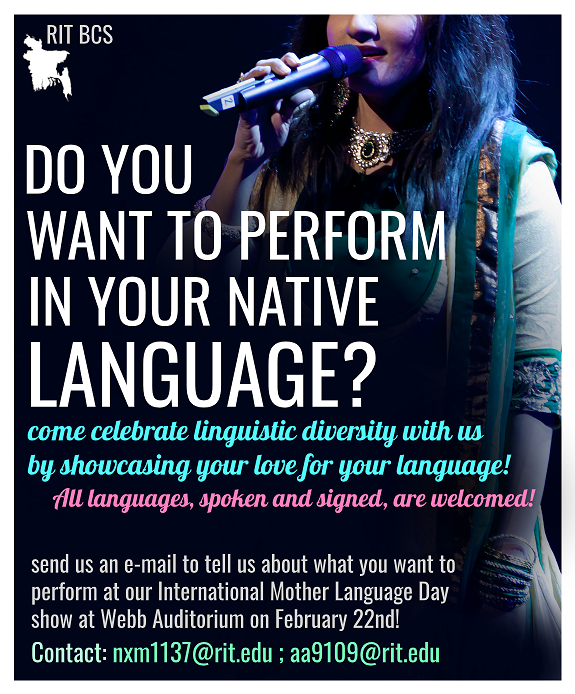 RIT BCS
DO YOU
WANT TO PERFORM
IN YOUR NATIVE
LANGUAGE?
come celebrate linguistic diversity with us
by showcasing your love for your language!
All languages, spoken and signed, are welcomed!
send us an e-mail to tell us about what you want to
perform at our International Mother Language Day
show at Webb Auditorium on February 22nd!
Contact: nxm1137@rit.edu ; aa9109@rit.edu